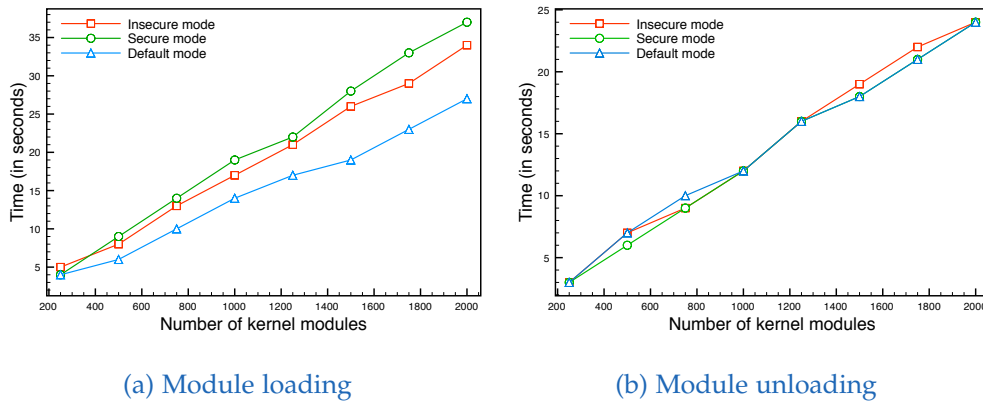 Insecure mode
Secure mode
Default mode
35
30
25
20
15
10
5
Time (in seconds)
200 400 600 800 1000 1200 1400 1600 1800 2000
Number of kernel modules
(a) Module loading
Insecure mode
Secure mode
Default mode
25
20
15
10
5
Time (in seconds)
200 400 600 800 1000 1200 1400 1600 1800 2000
Number of kernel modules
(b) Module unloading